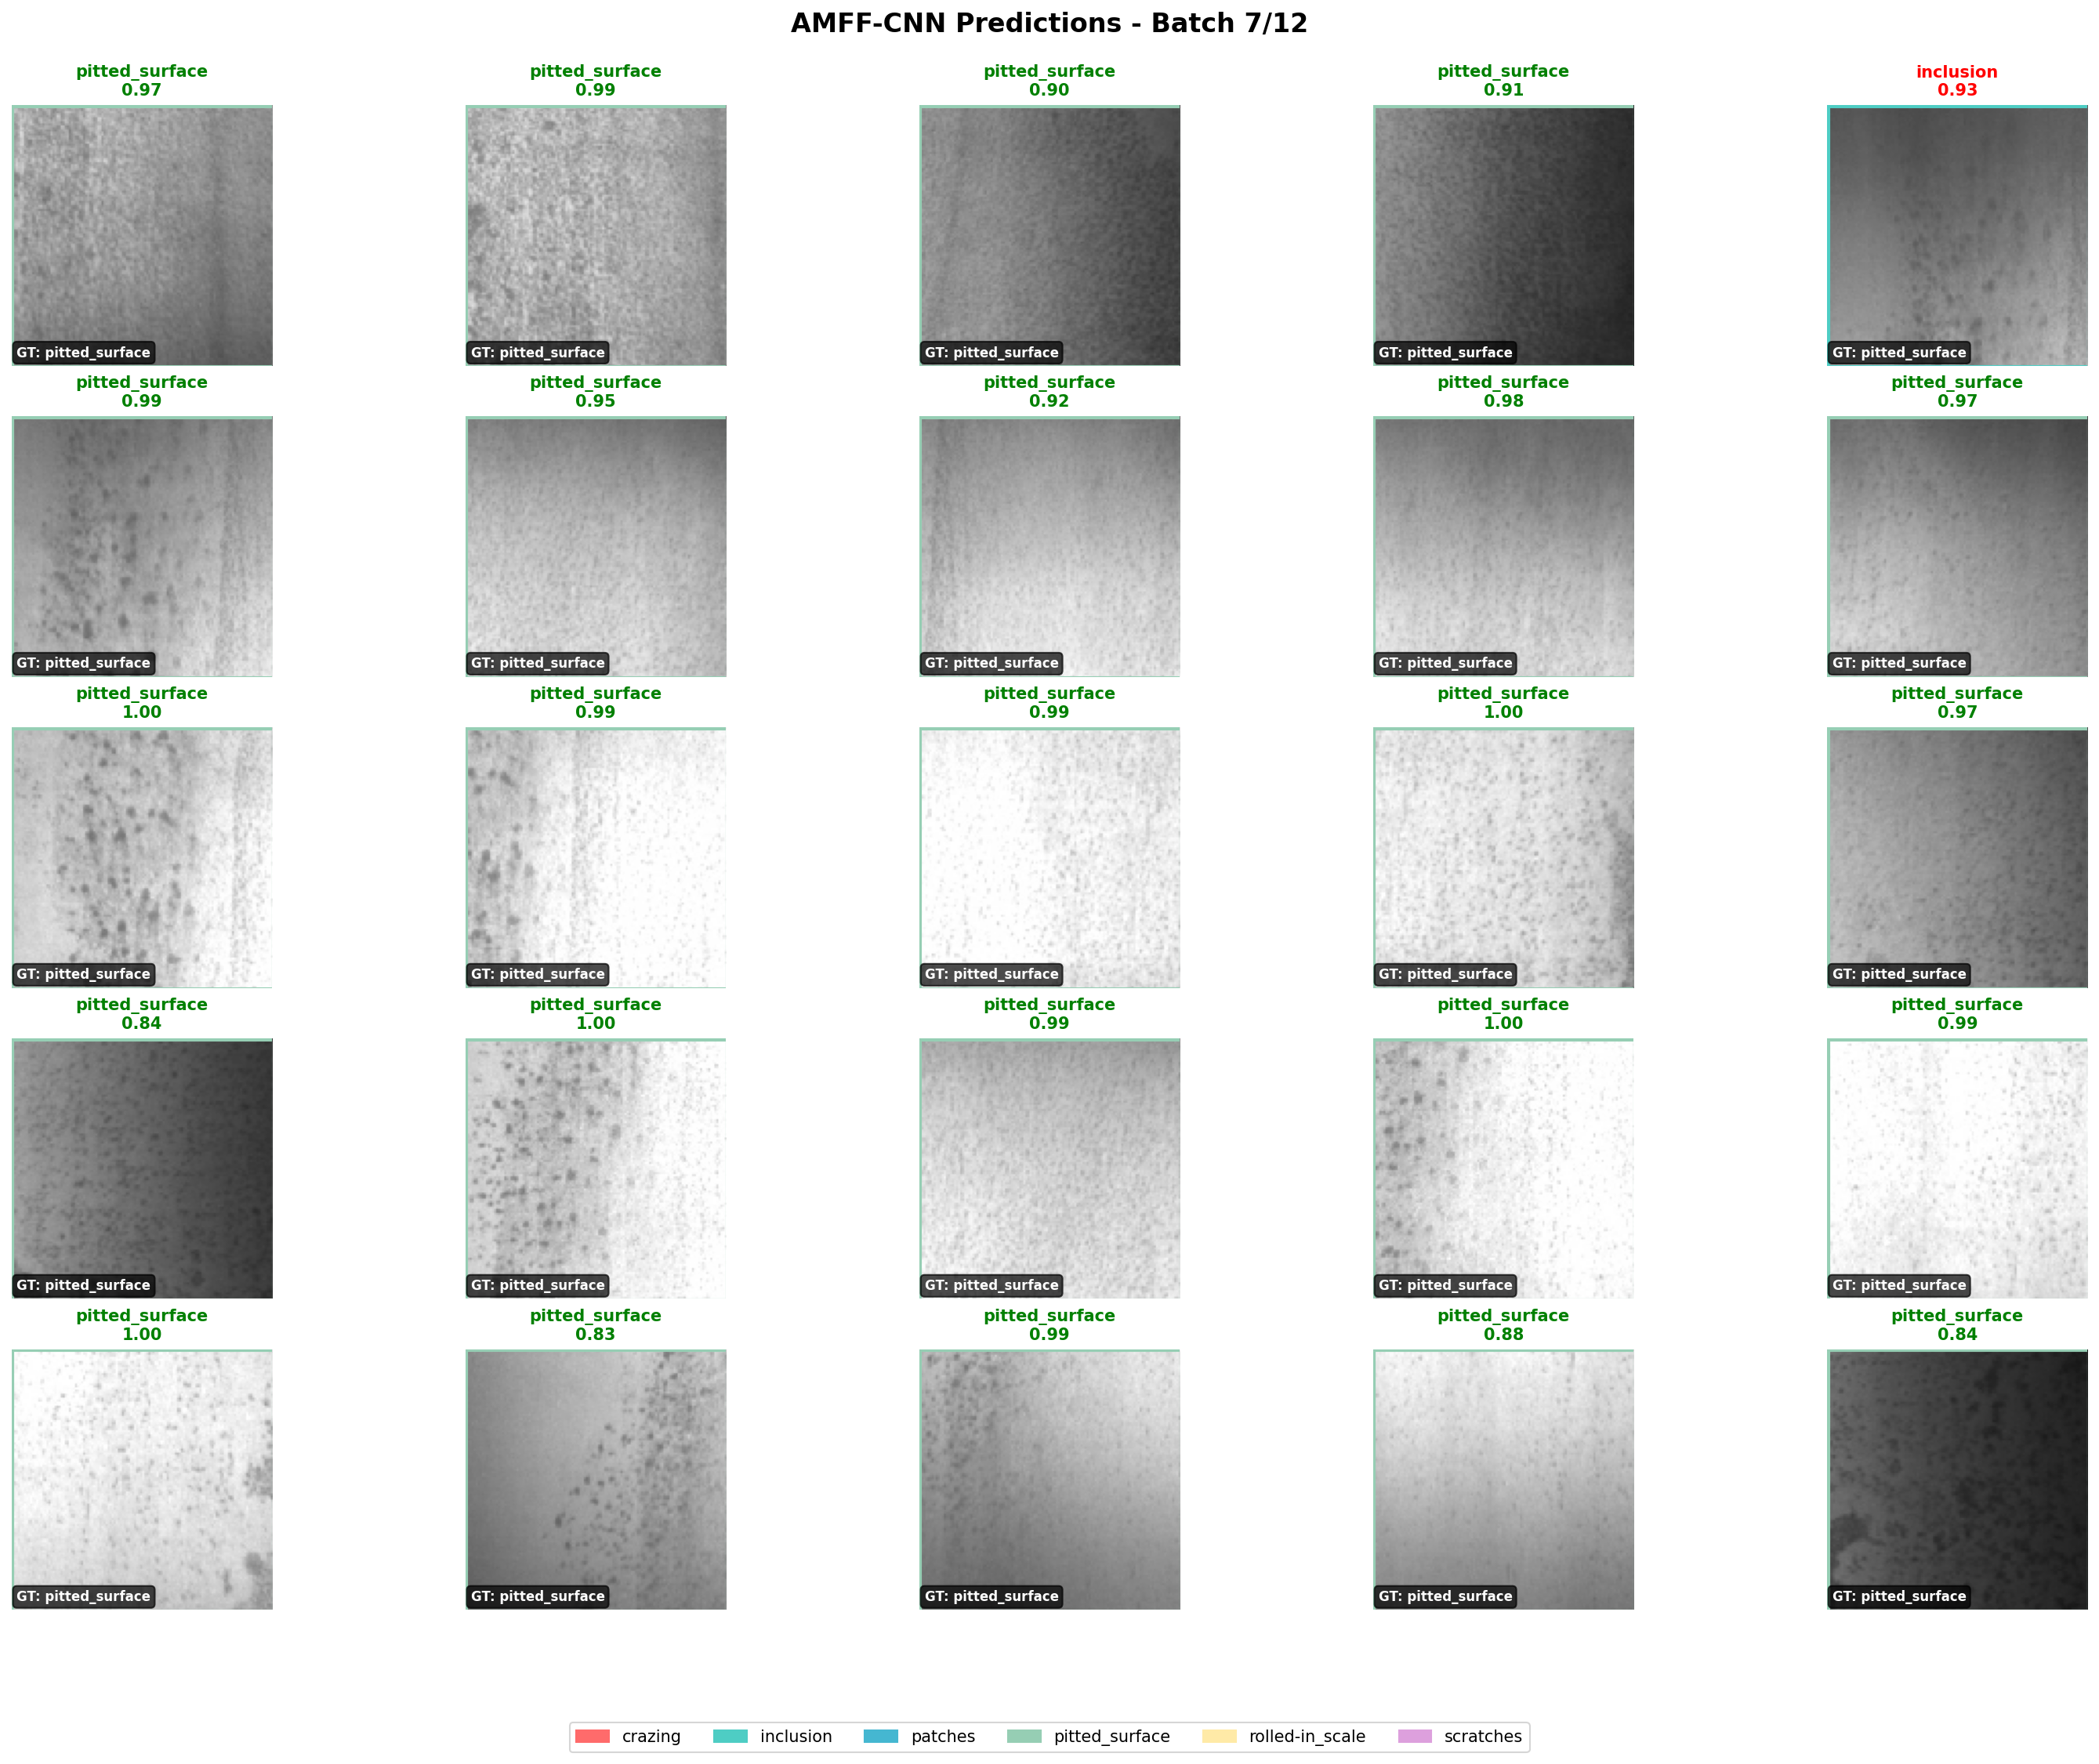 AMFF-CNN Predictions - Batch 7/12
pitted_surface
0.97
pitted_surface
0.99
pitted_surface
0.90
pitted_surface
0.91
inclusion
0.93
GT: pitted_surface
GT: pitted_surface
GT: pitted_surface
GT: pitted_surface
GT: pitted_surface
pitted_surface
0.99
pitted_surface
0.95
pitted_surface
0.92
pitted_surface
0.98
pitted_surface
0.97
GT: pitted_surface
GT: pitted_surface
GT: pitted_surface
GT: pitted_surface
GT: pitted_surface
pitted_surface
1.00
pitted_surface
0.99
pitted_surface
0.99
pitted_surface
1.00
pitted_surface
0.97
GT: pitted_surface
GT: pitted_surface
GT: pitted_surface
GT: pitted_surface
GT: pitted_surface
pitted_surface
0.84
pitted_surface
1.00
pitted_surface
0.99
pitted_surface
1.00
pitted_surface
0.99
GT: pitted_surface
GT: pitted_surface
GT: pitted_surface
GT: pitted_surface
GT: pitted_surface
pitted_surface
1.00
pitted_surface
0.83
pitted_surface
0.99
pitted_surface
0.88
pitted_surface
0.84
GT: pitted_surface
GT: pitted_surface
GT: pitted_surface
GT: pitted_surface
GT: pitted_surface
crazing inclusion patches pitted_surface rolled-in_scale scratches